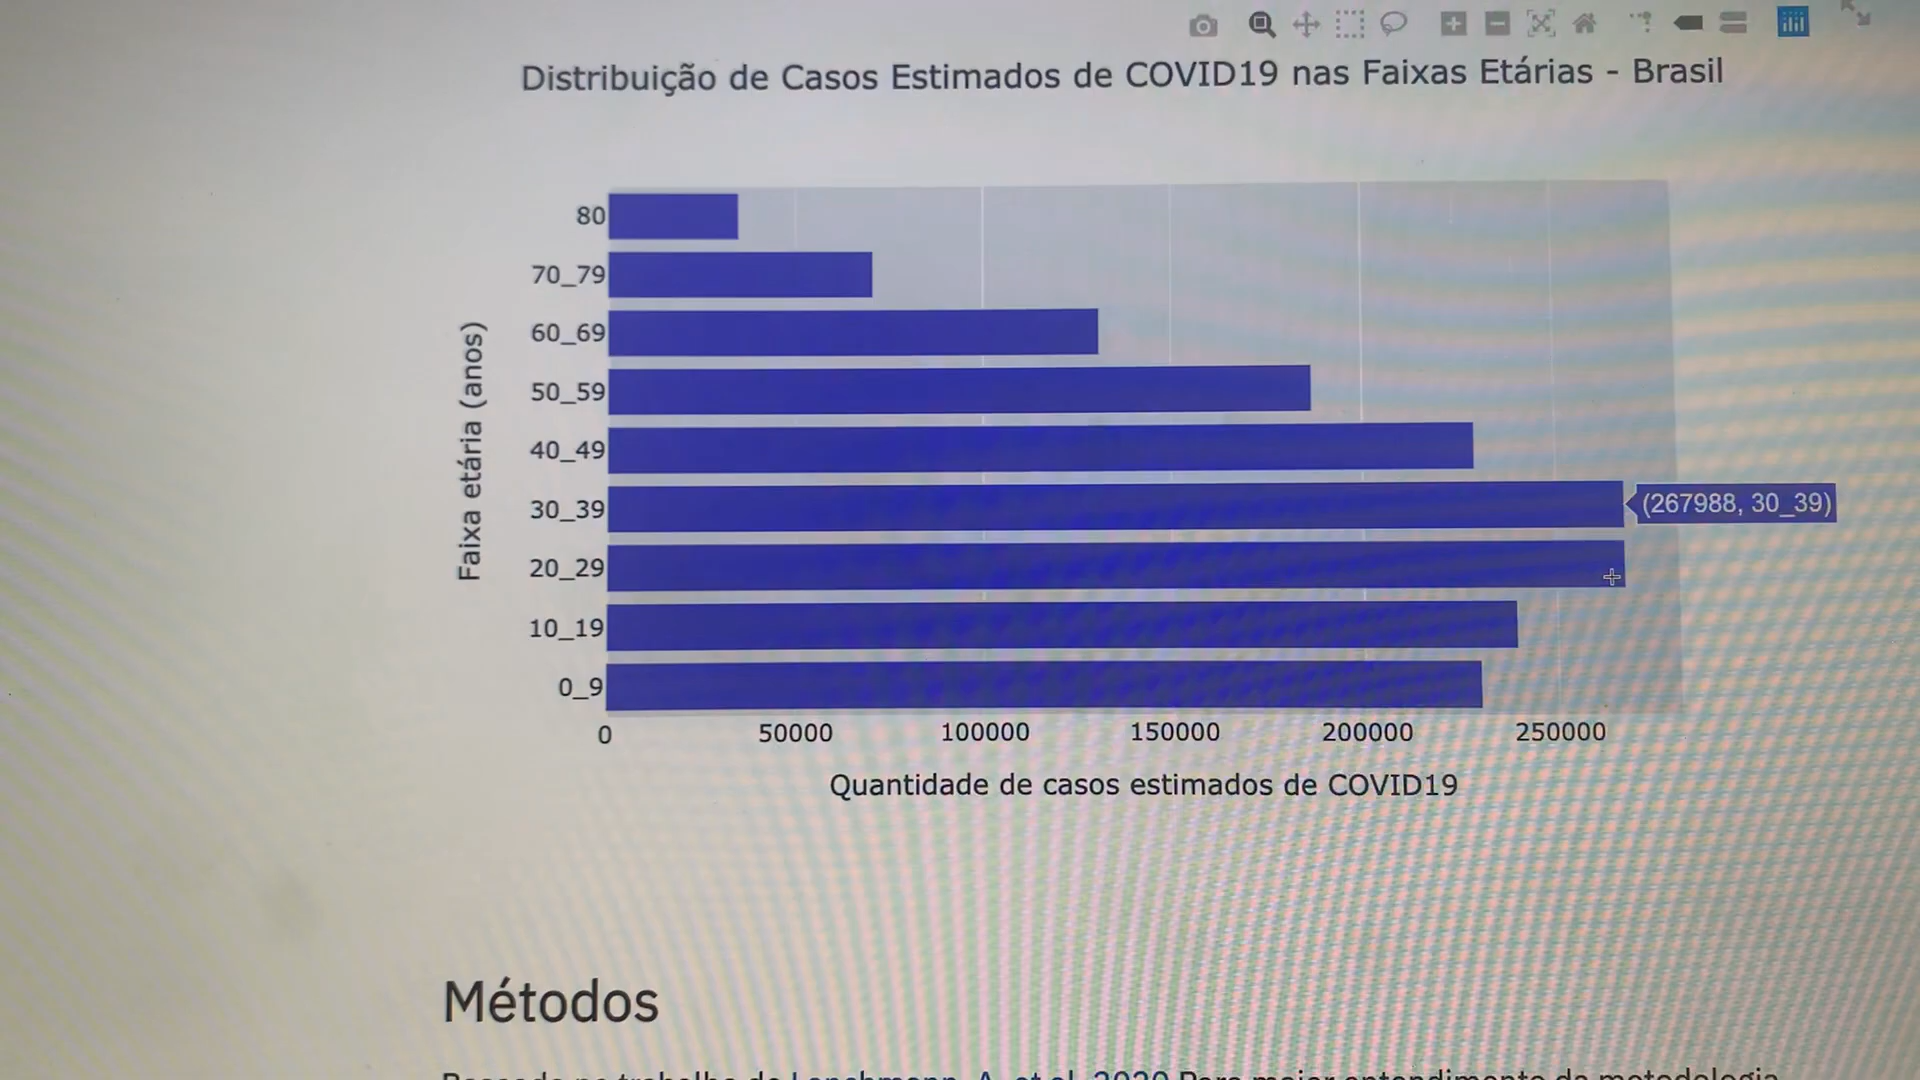 Distribuição de Casos Estimados de COVID19 nas Faixas Etárias - Brasil
80
70_79
60_69
50_59
40_49
30_39
(267988, 30_39)
20_29
10_19
0_9
Faixa etária (anos)
0 50000 100000 150000 200000 250000
Quantidade de casos estimados de COVID19
Métodos